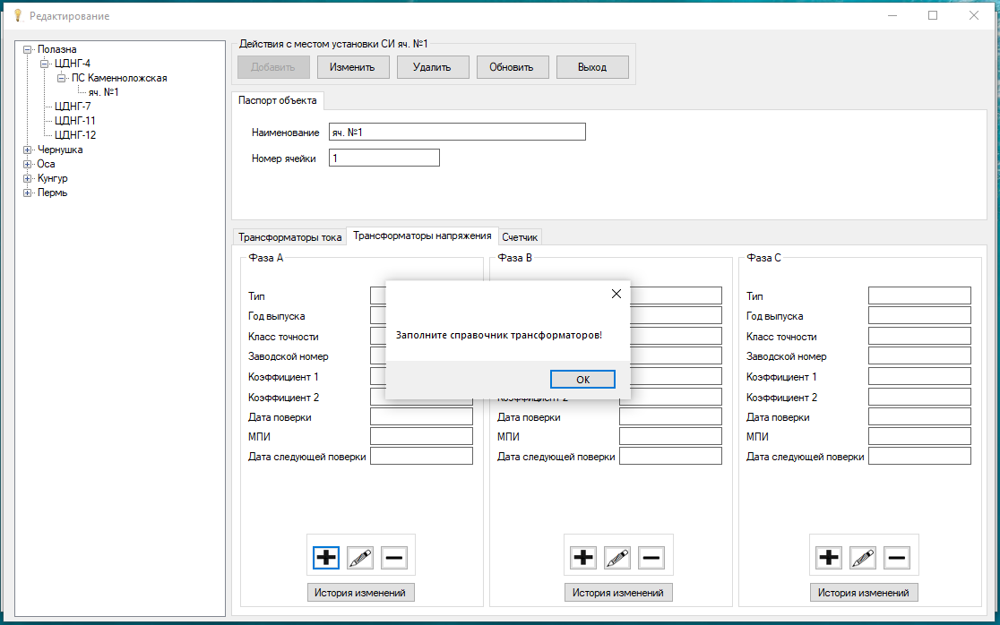 Редактирование
Полазна
ЦДНГ-4
ПС Каменноложская
яч. №1
ЦДНГ-7
ЦДНГ-11
ЦДНГ-12
Чернушка
Оса
Кунгур
Пермь
Действия с местом установки СИ яч. №1
Добавить Изменить Удалить Обновить Выход
Паспорт объекта
Наименование яч. №1
Номер ячейки 1
Трансформаторы тока Трансформаторы напряжения Счетчик
Фаза А
Тип
Год выпуска
Класс точности
Заводской номер
Коэффициент 1
Коэффициент 2
Дата поверки
МПИ
Дата следующей поверки
История изменений
Фаза В
Заполните справочник трансформаторов!
OK
Коэффициент 2
Дата поверки
МПИ
Дата следующей поверки
История изменений
Фаза С
Тип
Год выпуска
Класс точности
Заводской номер
Коэффициент 1
Коэффициент 2
Дата поверки
МПИ
Дата следующей поверки
История изменений